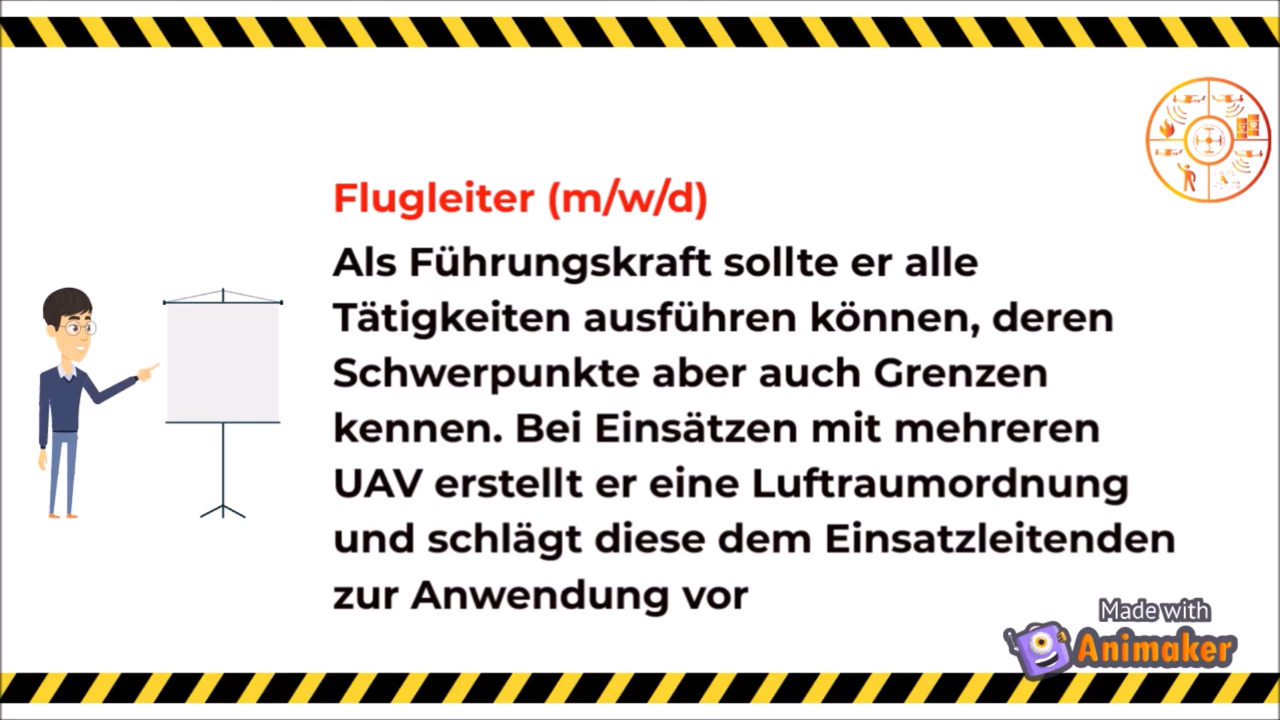 Flugleiter (m/w/d)
Als Führungskraft sollte er alle
Tätigkeiten ausführen können, deren
Schwerpunkte aber auch Grenzen
kennen. Bei Einsätzen mit mehreren
UAV erstellt er eine Luftraumordnung
und schlägt diese dem Einsatzleitenden
zur Anwendung vor
Made with
Animaker